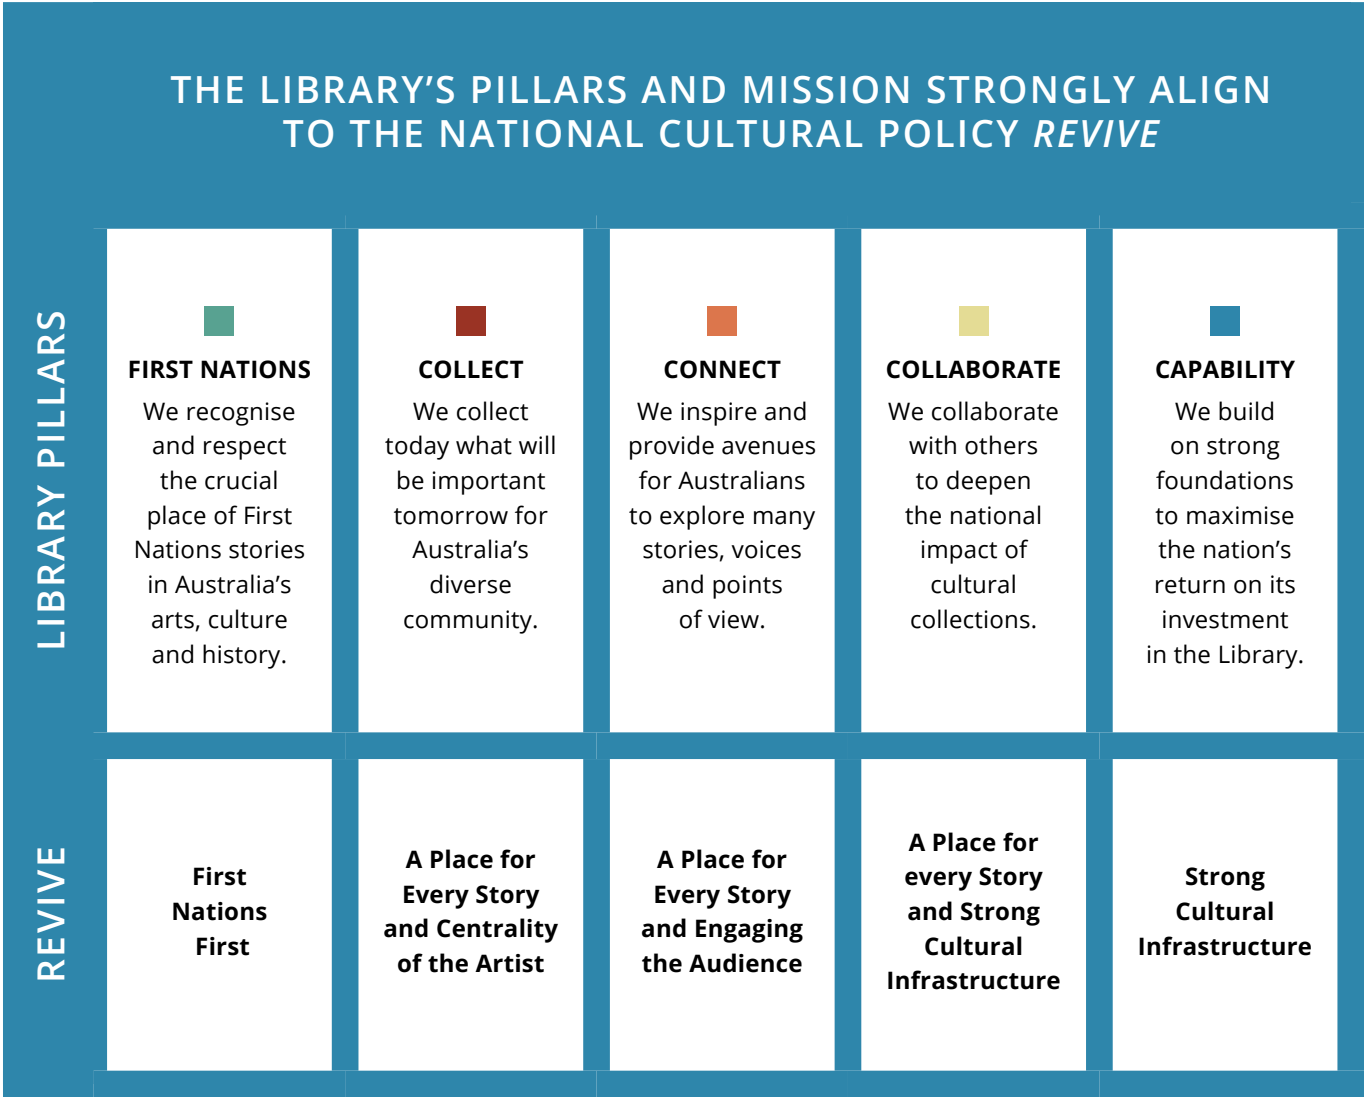 THE LIBRARY’S PILLARS AND MISSION STRONGLY ALIGN
TO THE NATIONAL CULTURAL POLICY REVIVE
LIBRARY PILLARS
FIRST NATIONS
We recognise
and respect
the crucial
place of First
Nations stories
in Australia’s
arts, culture
and history.
COLLECT
We collect
today what will
be important
tomorrow for
Australia’s
diverse
community.
CONNECT
We inspire and
provide avenues
for Australians
to explore many
stories, voices
and points
of view.
COLLABORATE
We collaborate
with others
to deepen
the national
impact of
cultural
collections.
CAPABILITY
We build
on strong
foundations
to maximise
the nation’s
return on its
investment
in the Library.
REVIVE
First
Nations
First
A Place for
Every Story
and Centrality
of the Artist
A Place for
Every Story
and Engaging
the Audience
A Place for
every Story
and Strong
Cultural
Infrastructure
Strong
Cultural
Infrastructure